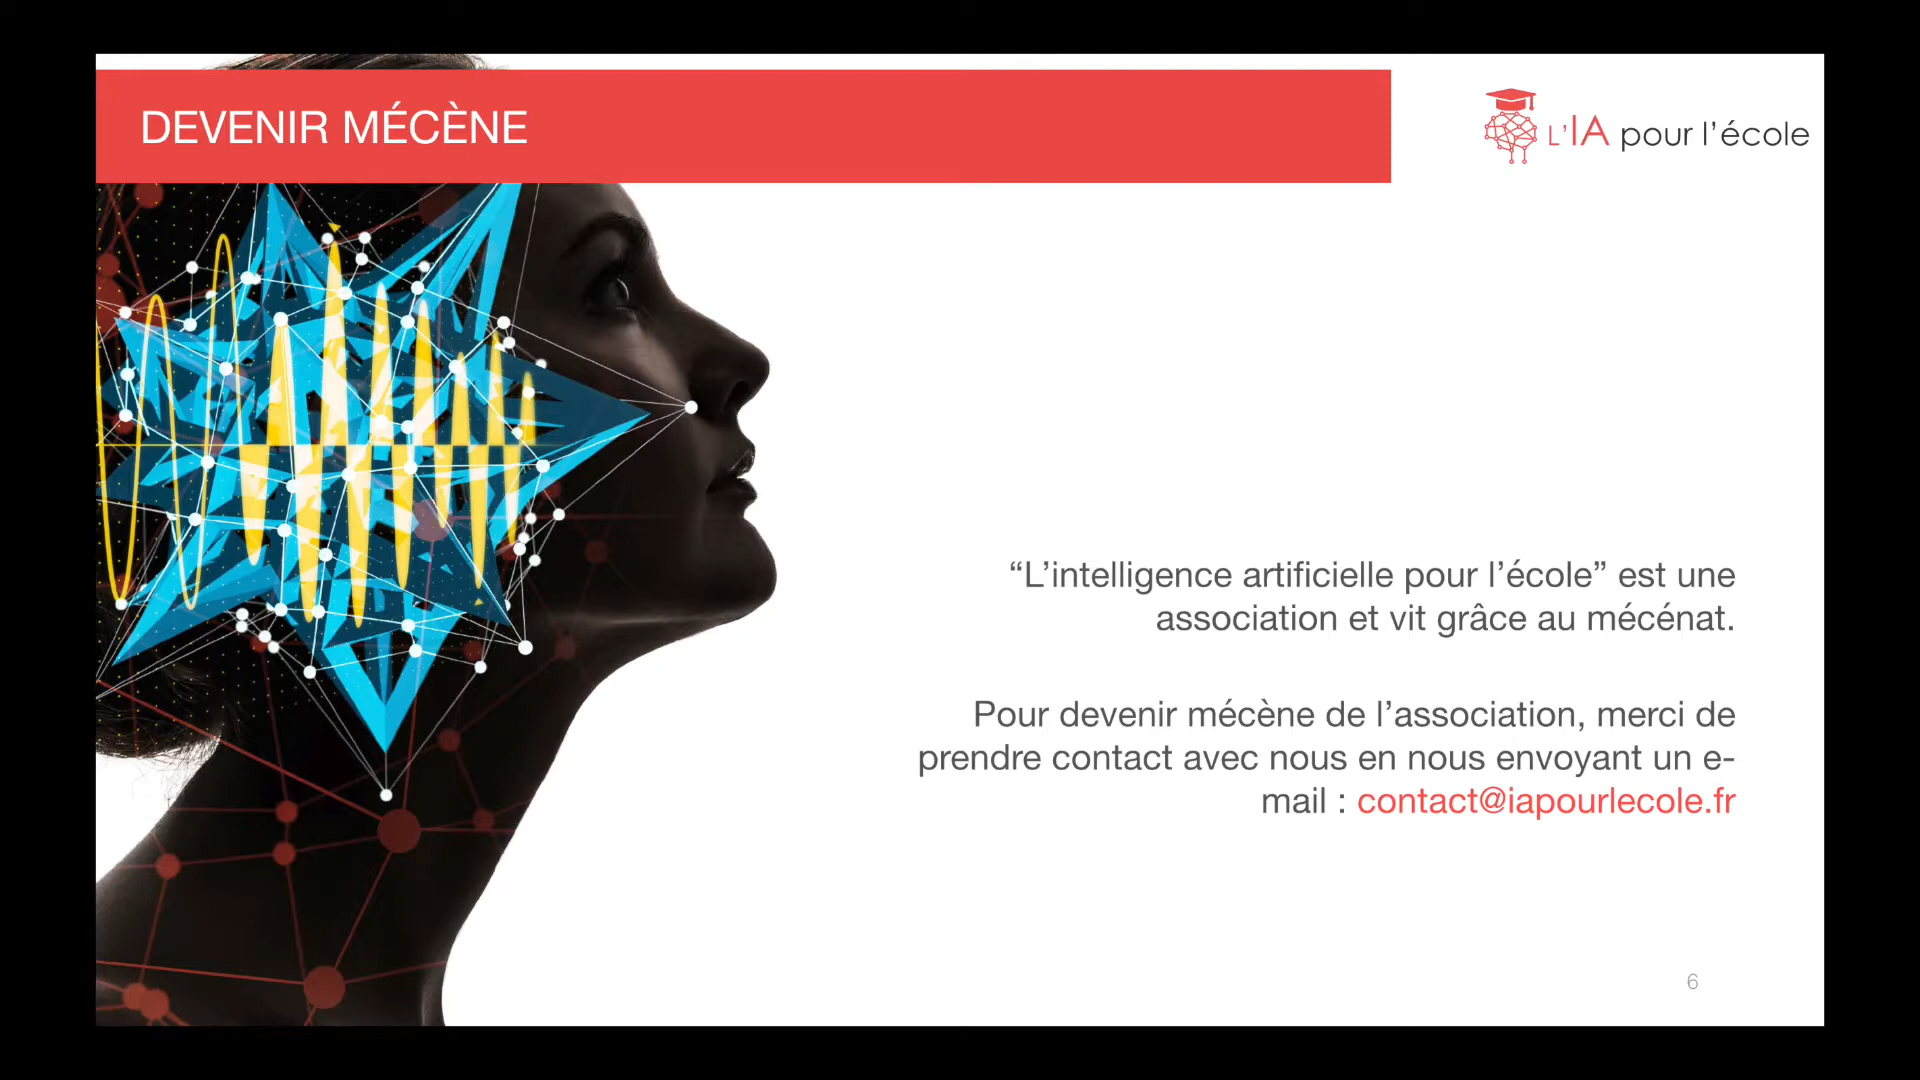 DEVENIR MÉCÈNE
L'IA pour l'école
“L’intelligence artificielle pour l’école” est une
association et vit grâce au mécénat.
Pour devenir mécène de l’association, merci de
prendre contact avec nous en nous envoyant un e-
mail : contact@iapourlecole.fr
6